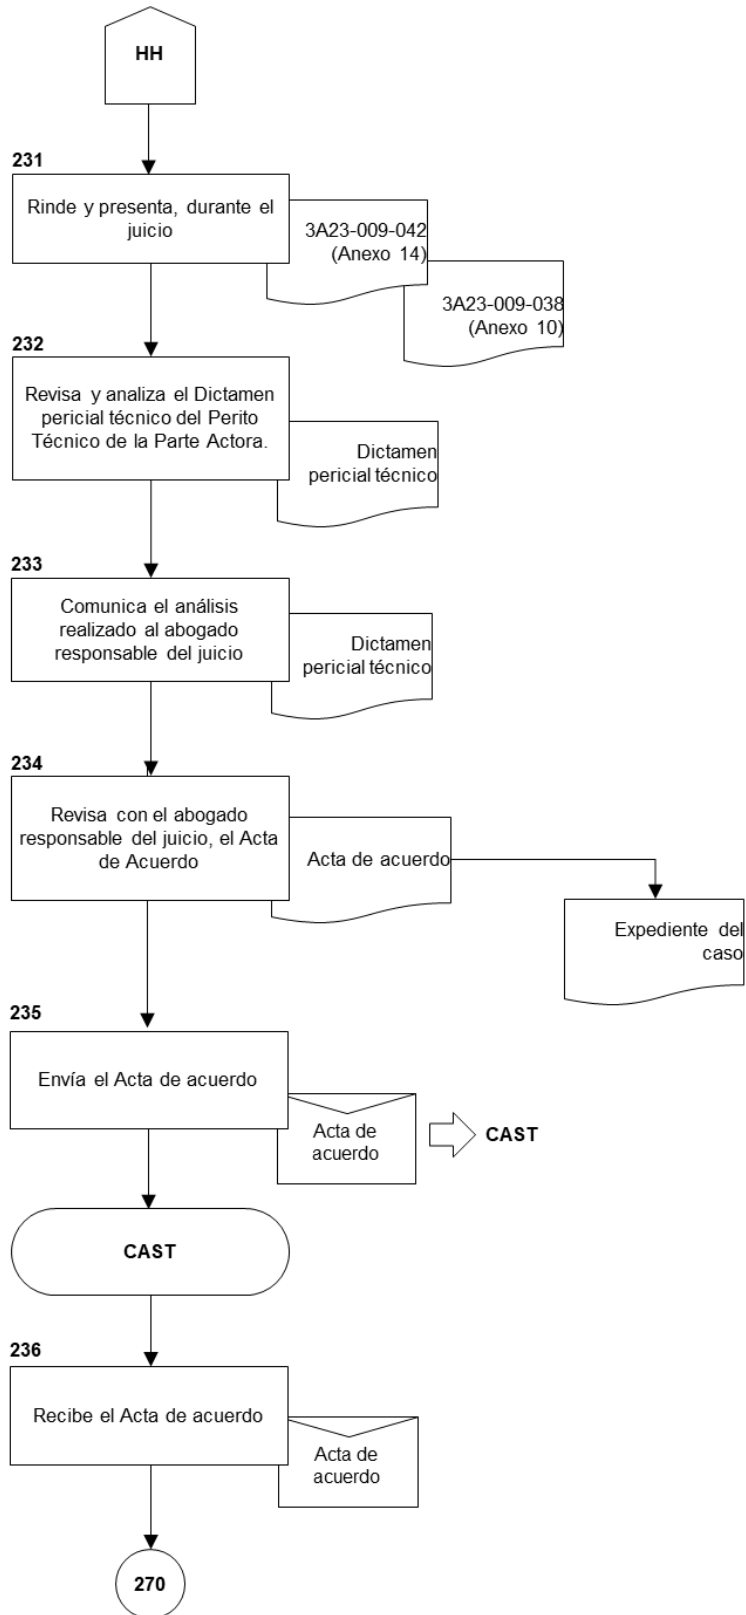 HH
231
Rinde y presenta, durante el
juicio
3A23-009-042
(Anexo 14)
3A23-009-038
(Anexo 10)
232
Revisa y analiza el Dictamen
pericial técnico del Perito
Técnico de la Parte Actora.
Dictamen
pericial técnico
233
Comunica el análisis
realizado al abogado
responsable del juicio
Dictamen
pericial técnico
234
Revisa con el abogado
responsable del juicio, el Acta
de Acuerdo
Acta de acuerdo
Expediente del
caso
235
Envía el Acta de acuerdo
Acta de
acuerdo
CAST
CAST
236
Recibe el Acta de acuerdo
Acta de
acuerdo
270